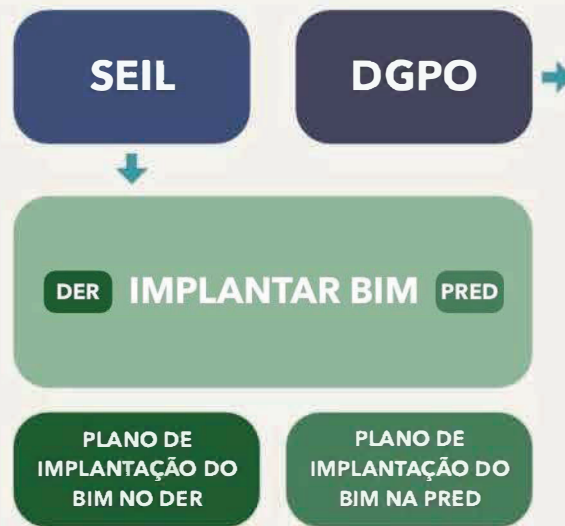 SEIL
DGPO
DER
IMPLANTAR BIM
PRED
PLANO DE
IMPLANTAÇÃO DO
BIM NO DER
PLANO DE
IMPLANTAÇÃO DO
BIM NA PRED